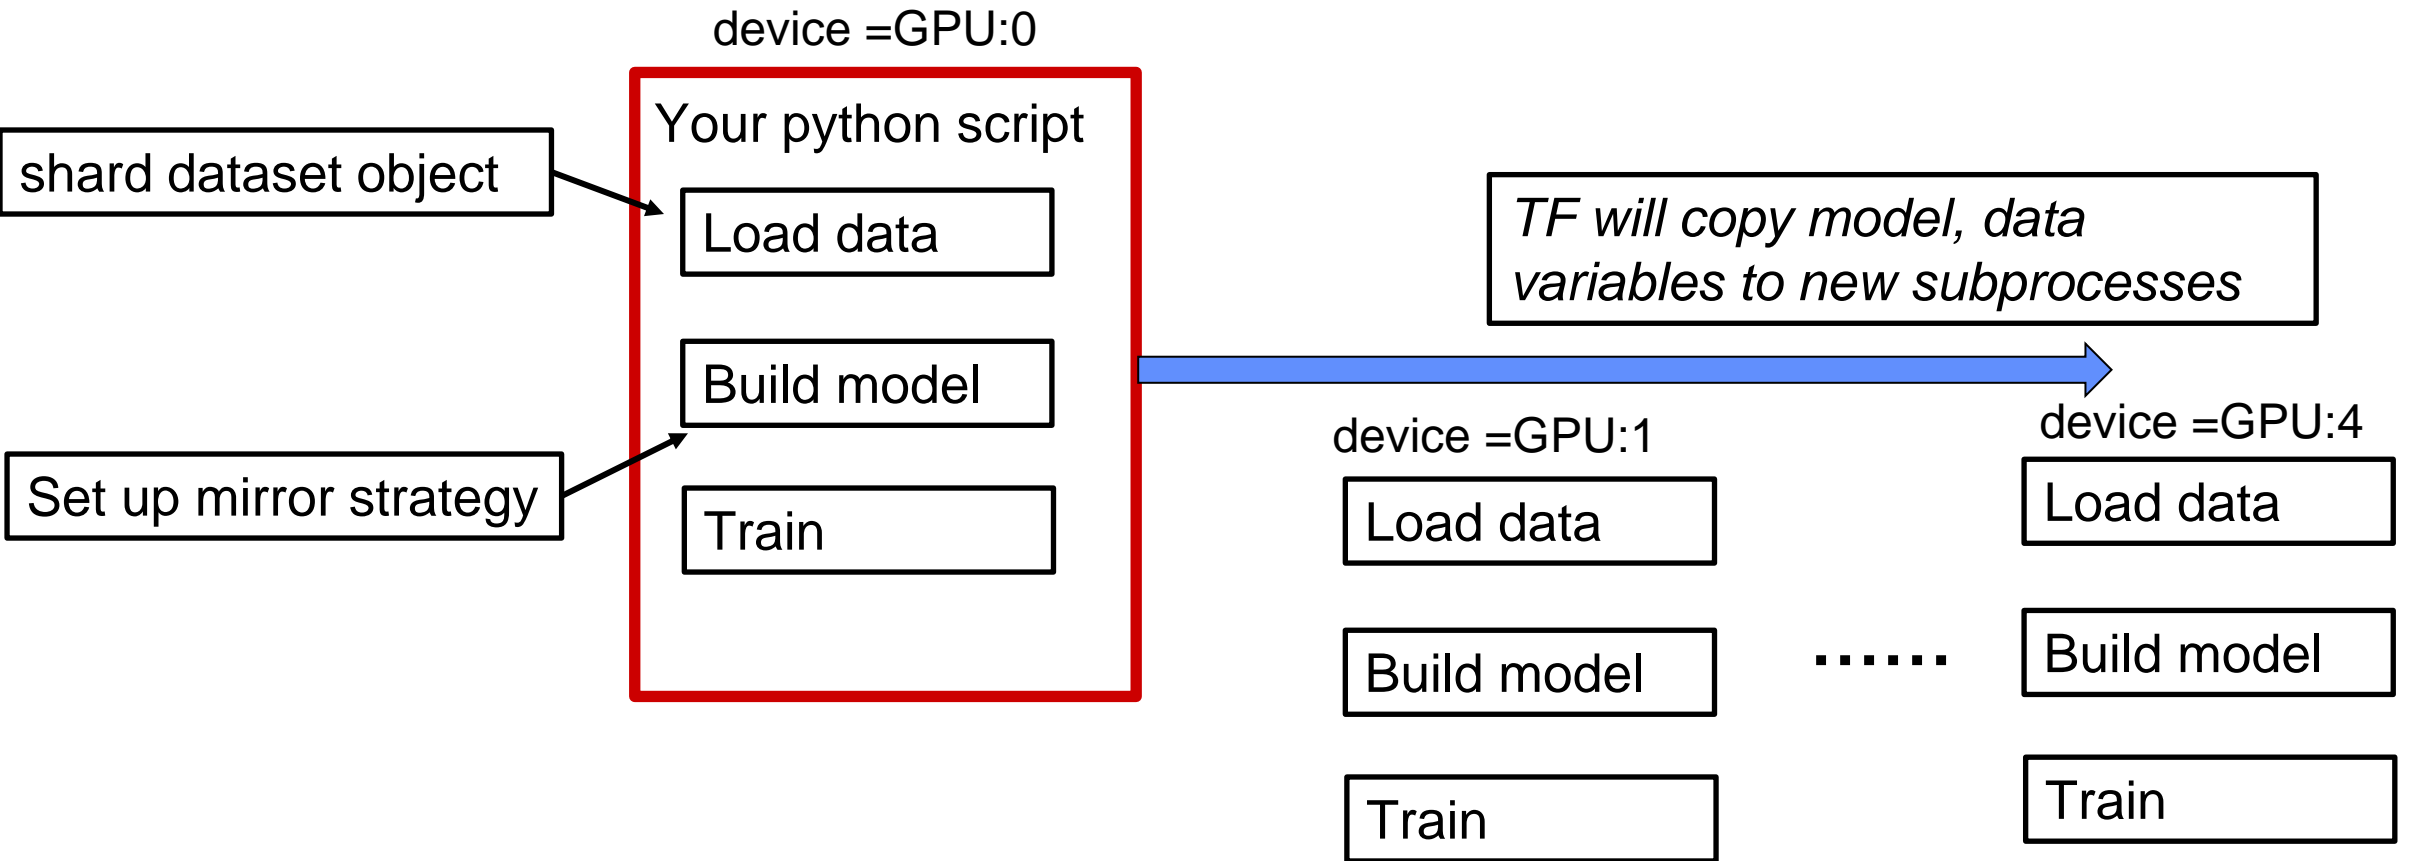 device =GPU:0
Your python script
shard dataset object
Load data
TF will copy model, data
variables to new subprocesses
Build model
device =GPU:1
device =GPU:4
Set up mirror strategy
Train
Load data
Load data
Build model
......
Build model
Train
Train